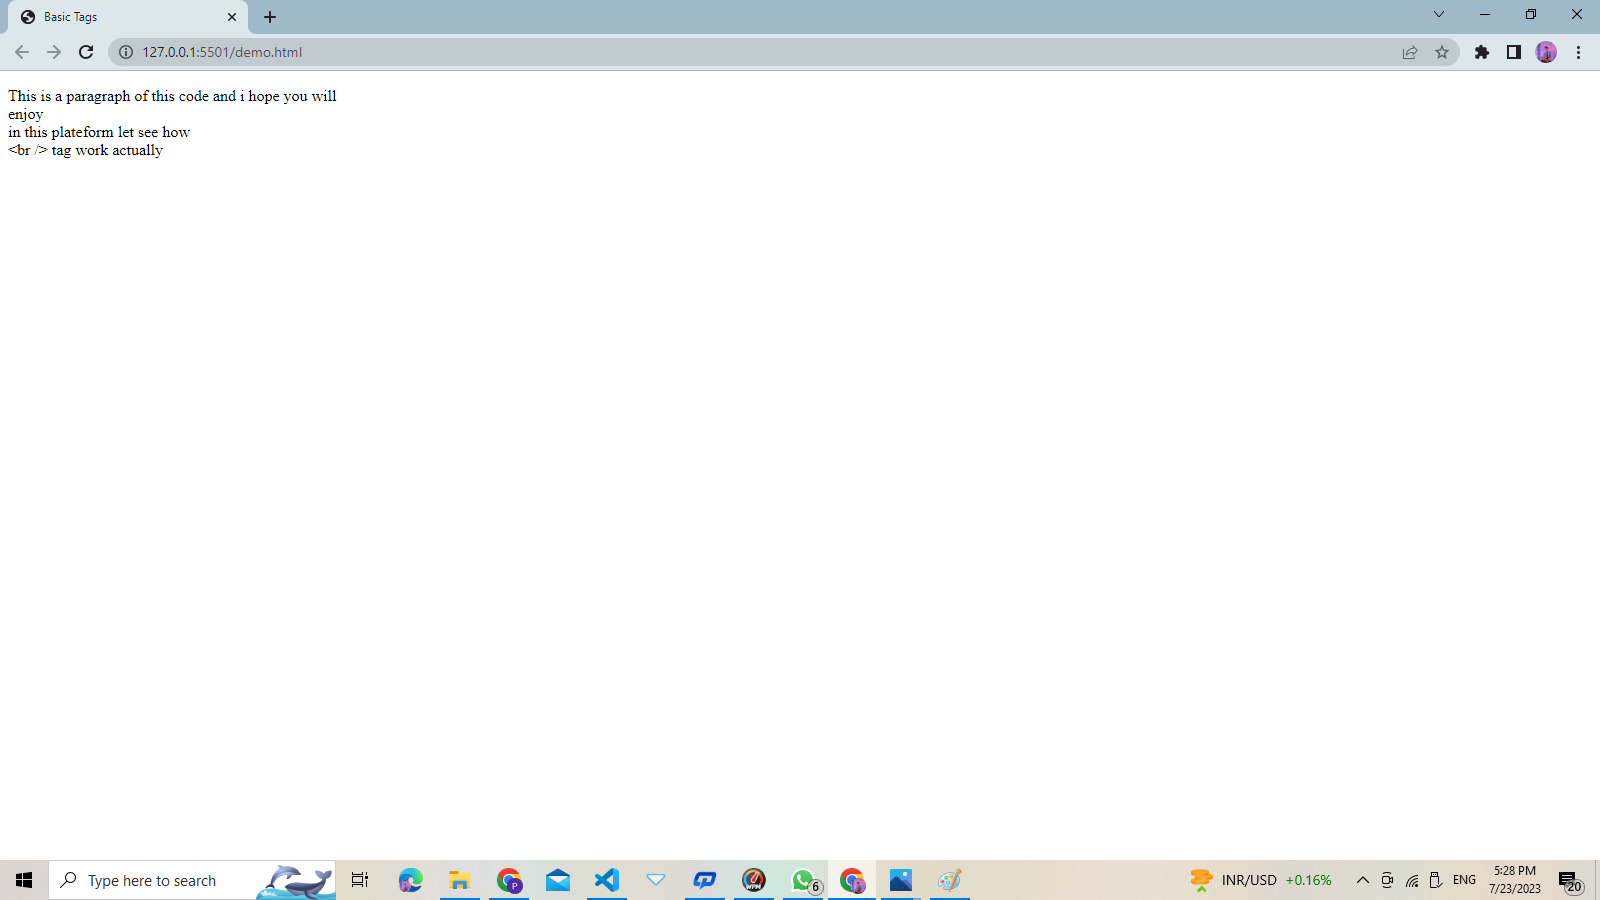 Basic Tags
127.0.0.1:5501/demo.html
This is a paragraph of this code and i hope you will
enjoy
in this plateform let see how
<br /> tag work actually
Type here to search
P
WPM
6
INR/USD +0.16%
ENG
5:28 PM
7/23/2023
20